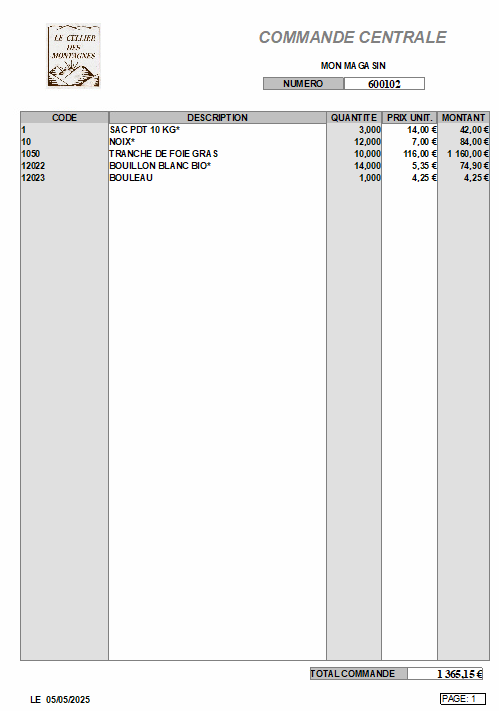 LE CELLIER
DES
MONTAGNES
COMMANDE CENTRALE
MON MAGASIN
NUMERO 600102
CODE DESCRIPTION QUANTITE PRIX UNIT. MONTANT
1 SAC PDT 10 KG* 3,000 14,00 € 42,00 €
10 NOIX* 12,000 7,00 € 84,00 €
1050 TRANCHE DE FOIE GRAS 10,000 116,00 € 1 160,00 €
12022 BOUILLON BLANC BIO* 14,000 5,35 € 74,90 €
12023 BOULEAU 1,000 4,25 € 4,25 €
TOTAL COMMANDE 1 365,15 €
LE 05/05/2025
PAGE: 1